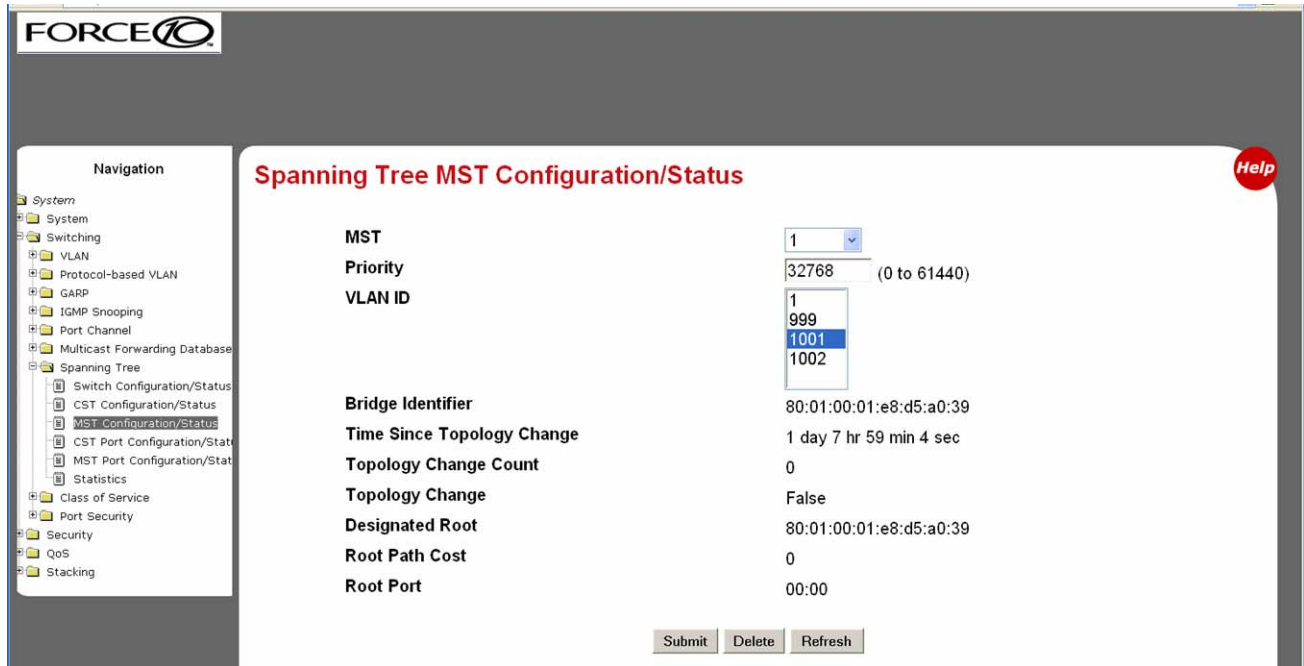 FORCE10
Navigation
System
System
Switching
VLAN
Protocol-based VLAN
GARP
IGMP Snooping
Port Channel
Multicast Forwarding Database
Spanning Tree
Switch Configuration/Status
CST Configuration/Status
MST Configuration/Status
CST Port Configuration/Stat
MST Port Configuration/Stat
Statistics
Class of Service
Port Security
Security
QoS
Stacking
Spanning Tree MST Configuration/Status
Help
MST 1
Priority 32768 (0 to 61440)
VLAN ID 1
999
1001
1002
Bridge Identifier 80:01:00:01:e8:d5:a0:39
Time Since Topology Change 1 day 7 hr 59 min 4 sec
Topology Change Count 0
Topology Change False
Designated Root 80:01:00:01:e8:d5:a0:39
Root Path Cost 0
Root Port 00:00
Submit Delete Refresh